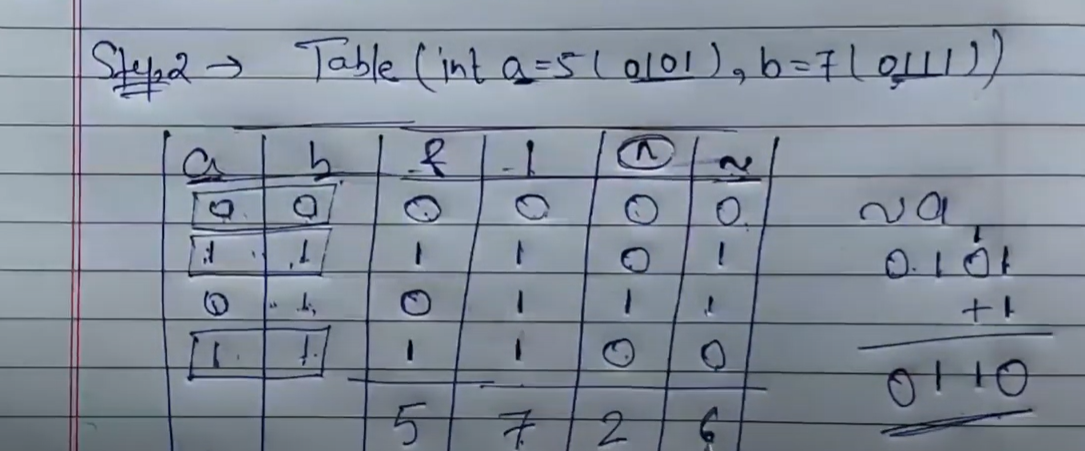 Step2 → Table (int a=5(0101), b=7(0111))
a b & | ^ ~
0 0 0 0 0 0
1 1 1 1 0 1
0 1 0 1 1 1
1 1 1 1 0 0
5 7 2 6
~a
1
0101
+1
0110